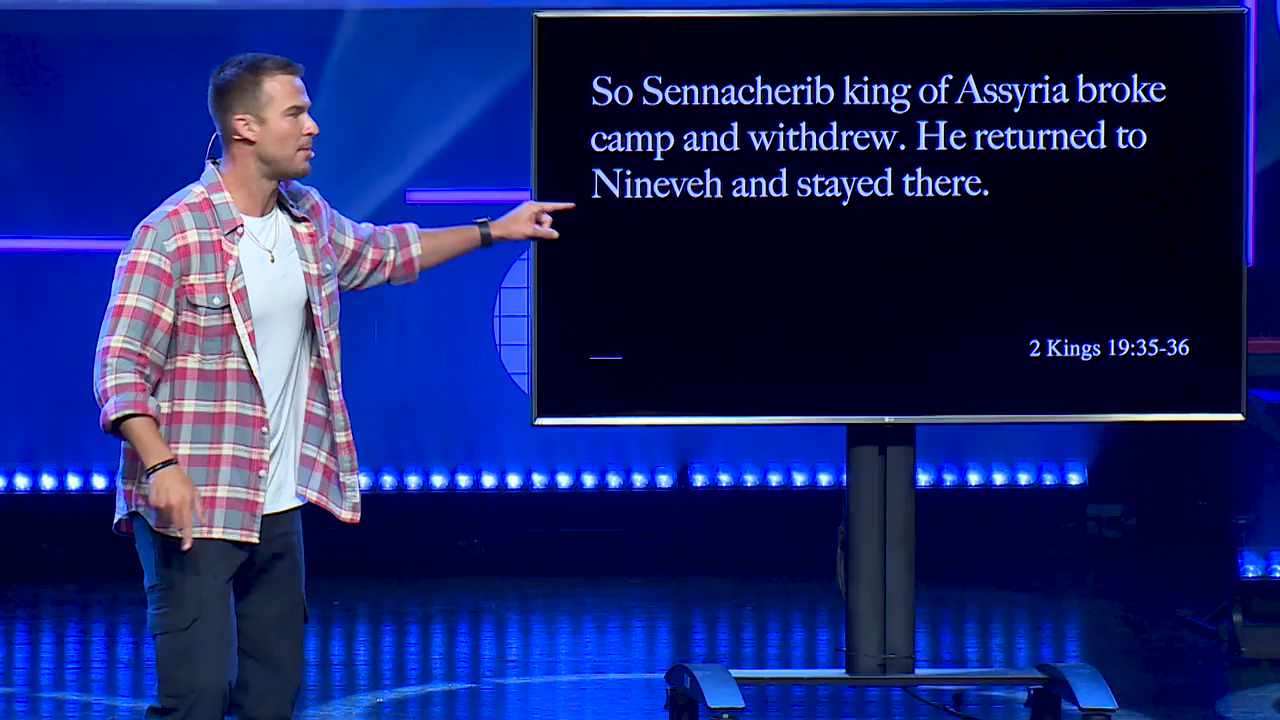 So Sennacherib king of Assyria broke
camp and withdrew. He returned to
Nineveh and stayed there.
2 Kings 19:35-36